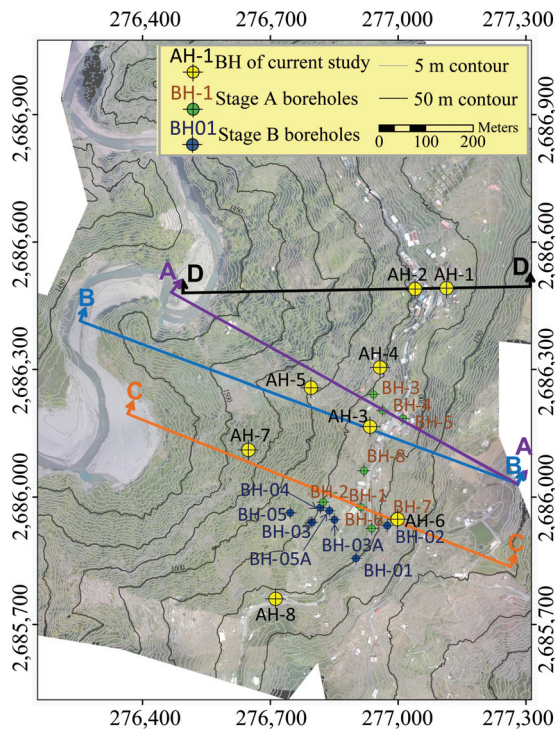 276,400 276,700 277,000 277,300
AH-1 BH of current study
5 m contour
BH-1 Stage A boreholes
50 m contour
BH01 Stage B boreholes
Meters
0 100 200
2,686,900
2,686,900
2,686,600
2,686,600
1450
A D
D
AH-2 AH-1
B
2,686,300
2,686,300
AH-4
AH-5
BH-3
BH-4
BH-5
C
AH-3
AH-7
BH-8
A
B
1500
2,686,000
2,686,000
BH-04 BH-2 BH-1 BH-7
BH-05
AH-6
BH-6
BH-03
BH-03A BH-02
BH-05A
C
BH-01
AH-8
2,685,700
2,685,700
276,400 276,700 277,000 277,300